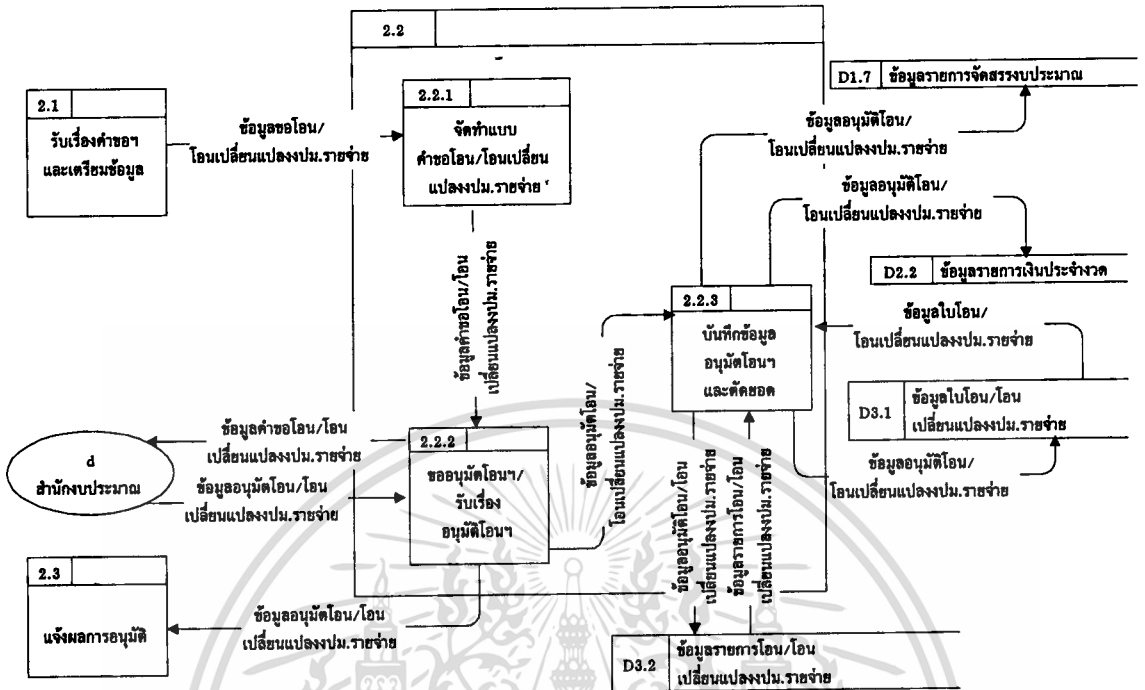 2.2
2.1
รับเรื่องคำขอฯ
และเตรียมข้อมูล
ข้อมูลขอโอน/
โอนเปลี่ยนแปลงงปม.รายจ่าย
2.2.1
จัดทำแบบ
คำขอโอน/โอนเปลี่ยน
แปลงงปม.รายจ่าย
D1.7 ข้อมูลรายการจัดสรรงบประมาณ
ข้อมูลอนุมัติโอน/
โอนเปลี่ยนแปลงงปม.รายจ่าย
ข้อมูลอนุมัติโอน/
โอนเปลี่ยนแปลงงปม.รายจ่าย
D2.2 ข้อมูลรายการเงินประจำงวด
ข้อมูลคำขอโอน/โอน
เปลี่ยนแปลงงปม.รายจ่าย
2.2.3
บันทึกข้อมูล
อนุมัติโอนฯ
และตัดยอด
ข้อมูลใบโอน/
โอนเปลี่ยนแปลงงปม.รายจ่าย
D3.1 ข้อมูลใบโอน/โอน
เปลี่ยนแปลงงปม.รายจ่าย
ข้อมูลอนุมัติโอน/
โอนเปลี่ยนแปลงงปม.รายจ่าย
d
สำนักงบประมาณ
ข้อมูลคำขอโอน/โอน
เปลี่ยนแปลงงปม.รายจ่าย
ข้อมูลอนุมัติโอน/โอน
เปลี่ยนแปลงงปม.รายจ่าย
2.2.2
ขออนุมัติโอนฯ/
รับเรื่อง
อนุมัติโอนฯ
ข้อมูลอนุมัติโอน/
โอนเปลี่ยนแปลงงปม.รายจ่าย
ข้อมูลอนุมัติโอน/โอน
เปลี่ยนแปลงงปม.รายจ่าย
ข้อมูลรายการโอน/โอน
เปลี่ยนแปลงงปม.รายจ่าย
2.3
แจ้งผลการอนุมัติ
ข้อมูลอนุมัติโอน/โอน
เปลี่ยนแปลงงปม.รายจ่าย
D3.2 ข้อมูลรายการโอน/โอน
เปลี่ยนแปลงงปม.รายจ่าย